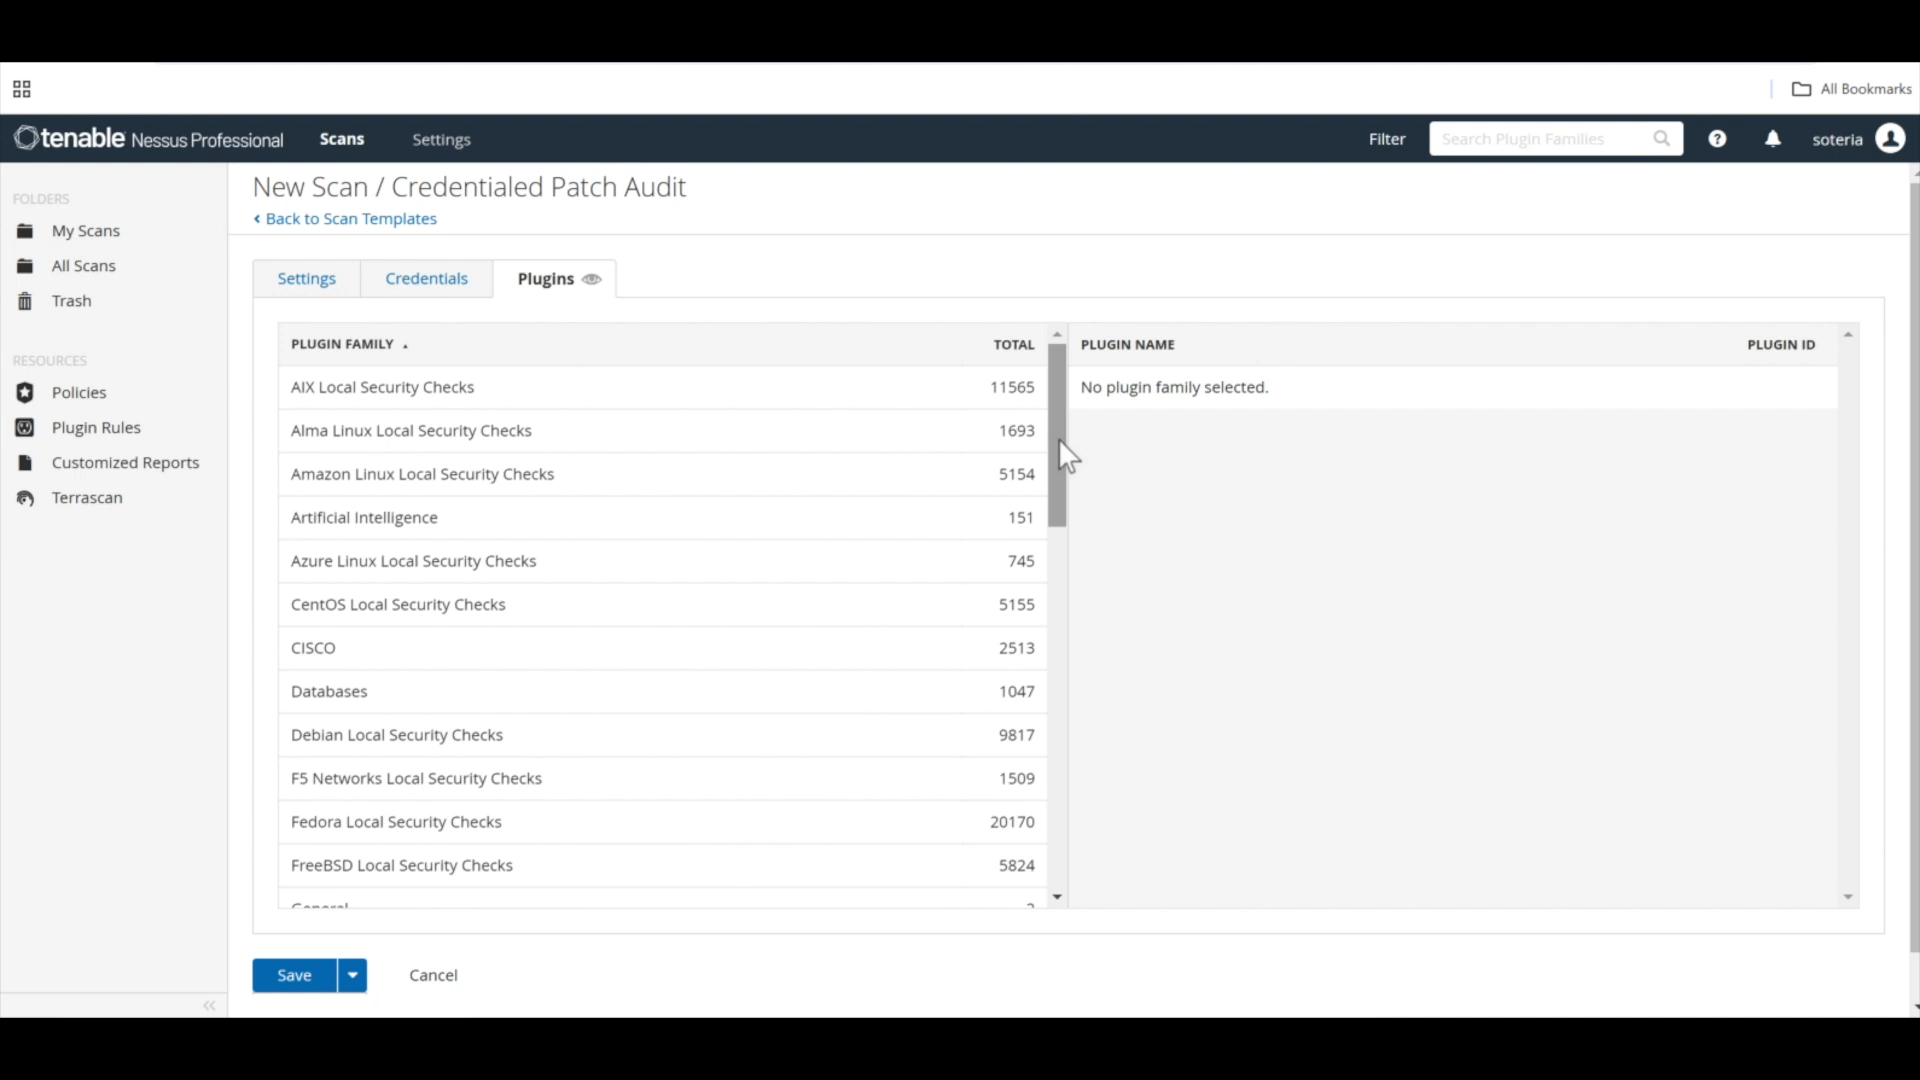 All Bookmarks
tenable Nessus Professional
Scans
Settings
Filter
Search Plugin Families
soteria
FOLDERS
My Scans
All Scans
Trash
RESOURCES
Policies
Plugin Rules
Customized Reports
Terrascan
New Scan / Credentialed Patch Audit
Back to Scan Templates
Settings
Credentials
Plugins
PLUGIN FAMILY
TOTAL
AIX Local Security Checks 11565
Alma Linux Local Security Checks 1693
Amazon Linux Local Security Checks 5154
Artificial Intelligence 151
Azure Linux Local Security Checks 745
CentOS Local Security Checks 5155
CISCO 2513
Databases 1047
Debian Local Security Checks 9817
F5 Networks Local Security Checks 1509
Fedora Local Security Checks 20170
FreeBSD Local Security Checks 5824
General
PLUGIN NAME
PLUGIN ID
No plugin family selected.
Save
Cancel